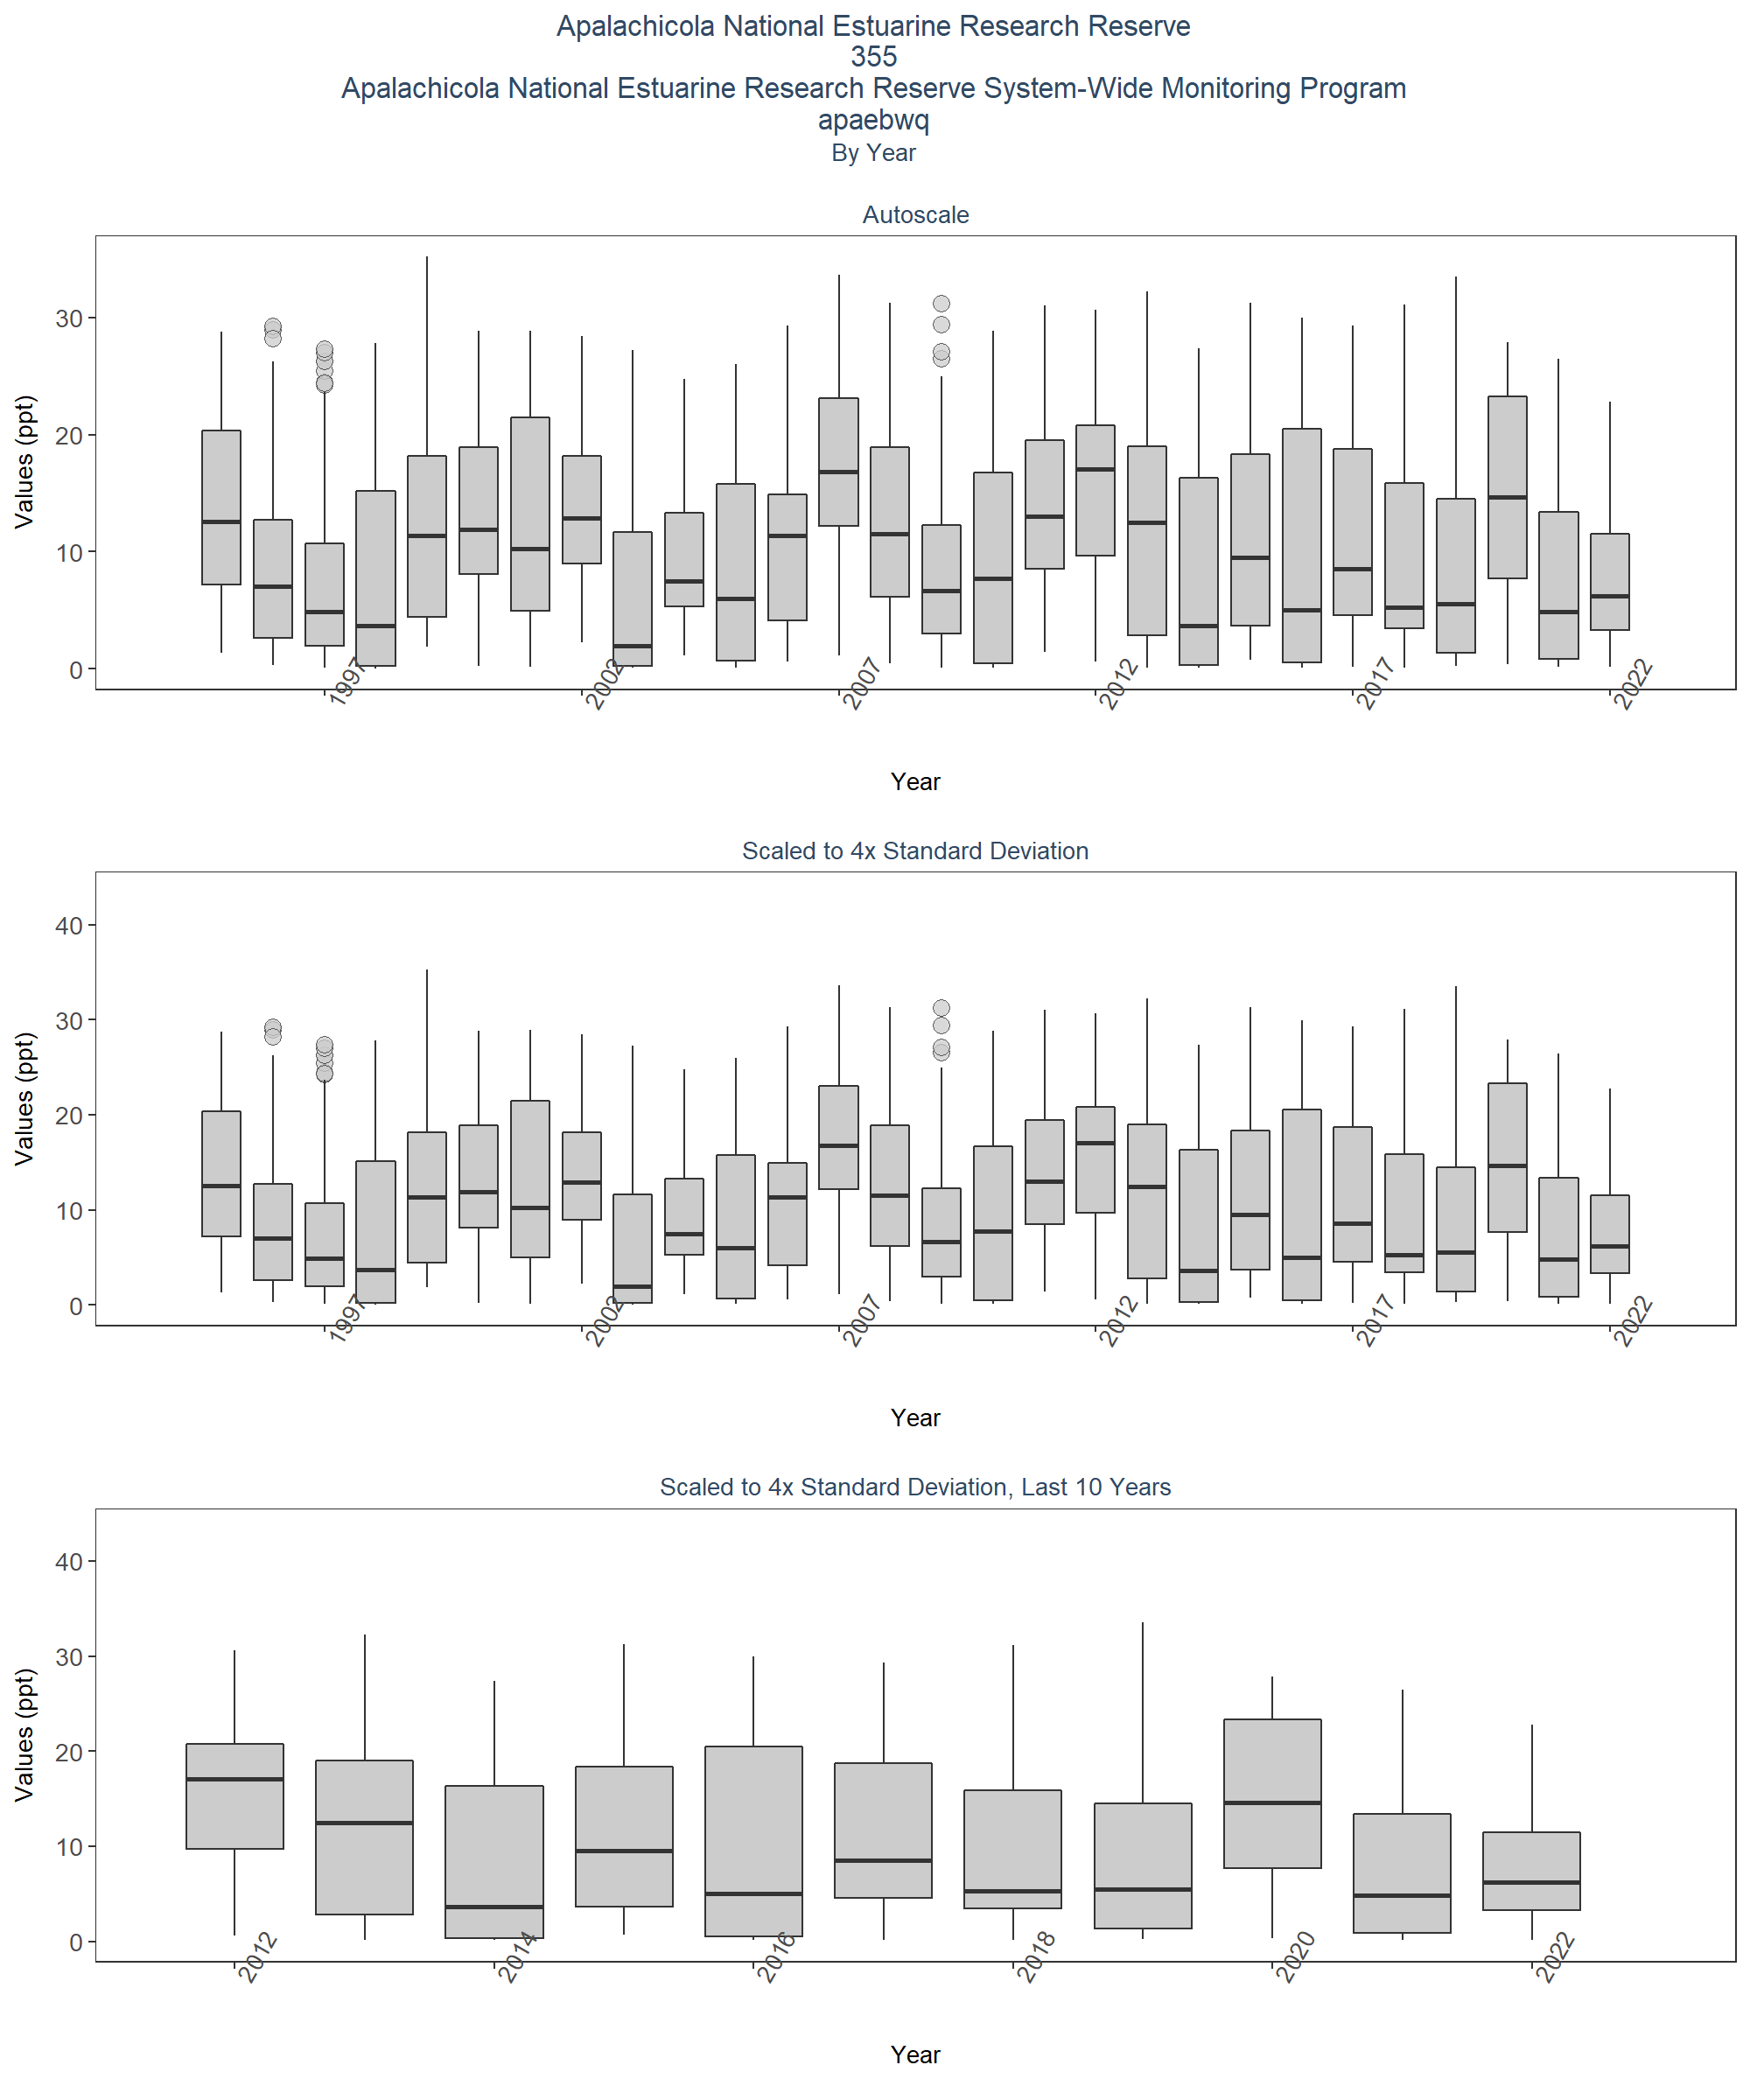 Apalachicola National Estuarine Research Reserve
355
Apalachicola National Estuarine Research Reserve System-Wide Monitoring Program
apaebwq
By Year
Autoscale
Values (ppt)
30
20
10
0
1997 2002 2007 2012 2017 2022
Year
Scaled to 4x Standard Deviation
Values (ppt)
40
30
20
10
0
1997 2002 2007 2012 2017 2022
Year
Scaled to 4x Standard Deviation, Last 10 Years
Values (ppt)
40
30
20
10
0
2012 2014 2016 2018 2020 2022
Year